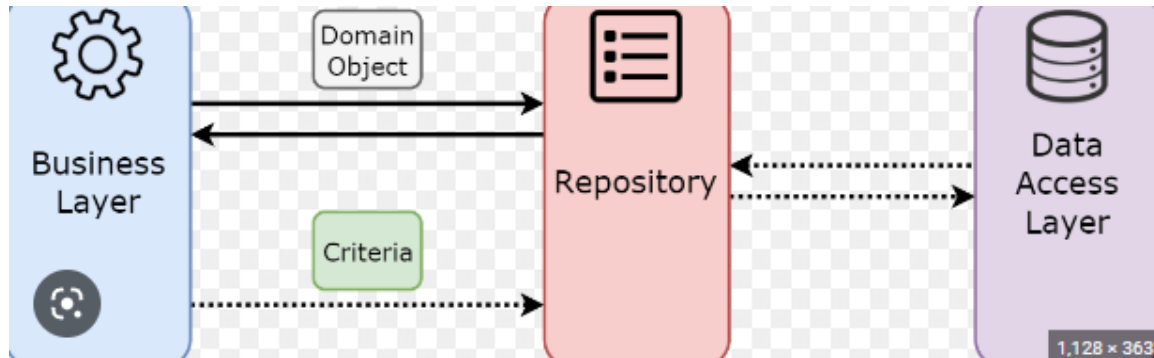 Domain
Object
Business
Layer
Criteria
Repository
Data
Access
Layer
1,128 × 363